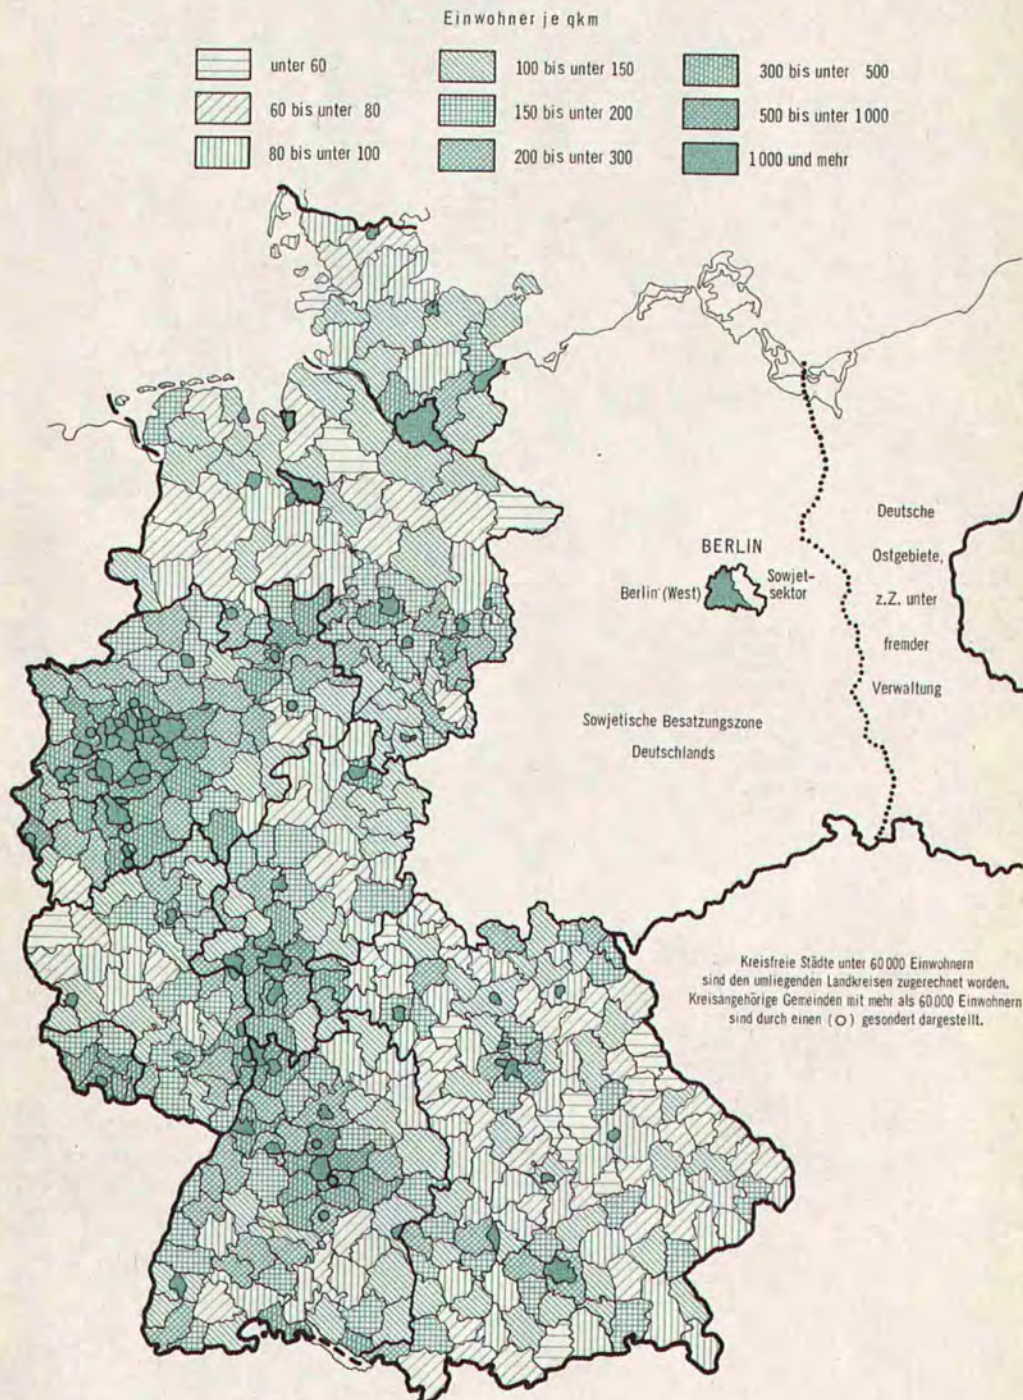 Einwohner je qkm
unter 60
60 bis unter 80
80 bis unter 100
100 bis unter 150
150 bis unter 200
200 bis unter 300
300 bis unter 500
500 bis unter 1000
1000 und mehr
BERLIN
Berlin (West)
Sowjet-
sektor
Deutsche
Ostgebiete,
z.Z. unter
fremder
Verwaltung
Sowjetische Besatzungszone
Deutschlands
Kreisfreie Städte unter 60000 Einwohnern
sind den umliegenden Landkreisen zugerechnet worden.
Kreisangehörige Gemeinden mit mehr als 60000 Einwohnern
sind durch einen (O) gesondert dargestellt.